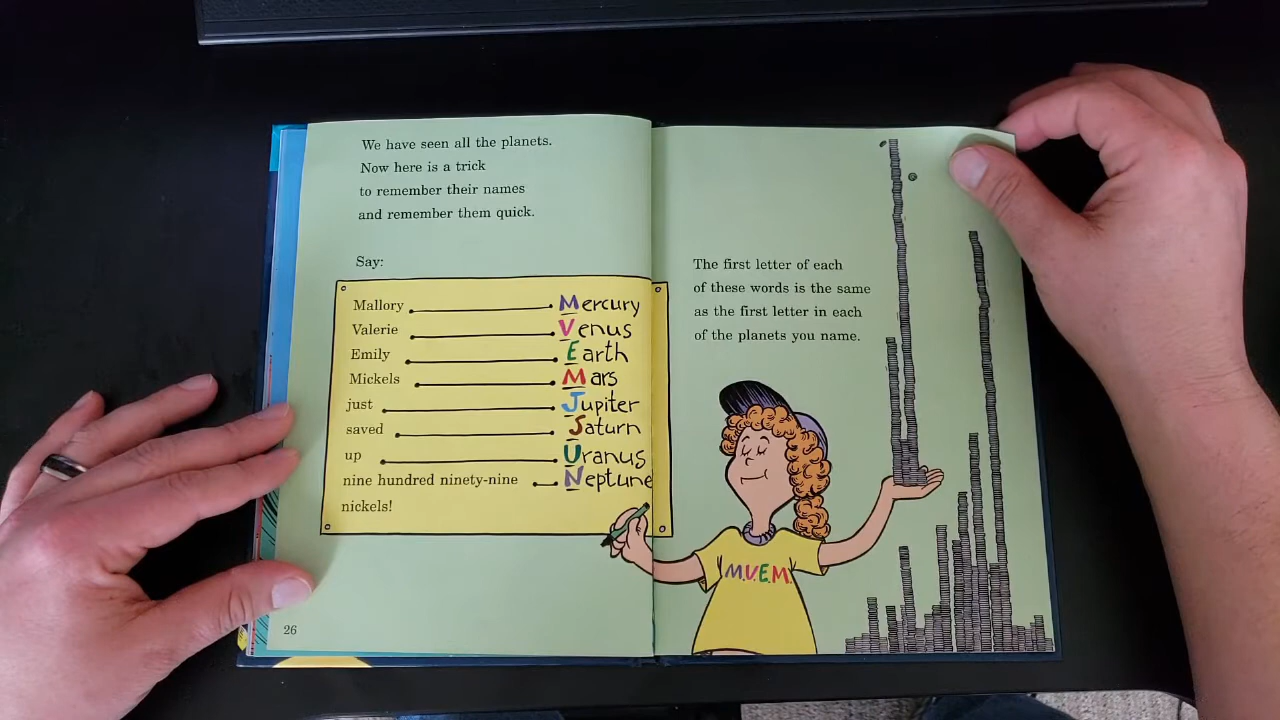 We have seen all the planets.
Now here is a trick
to remember their names
and remember them quick.
Say:
Mallory Mercury
Valerie Venus
Emily Earth
Mickels Mars
just Jupiter
saved Saturn
up Uranus
nine hundred ninety-nine Neptune
nickels!
26
The first letter of each
of these words is the same
as the first letter in each
of the planets you name.
M.V.E.M.